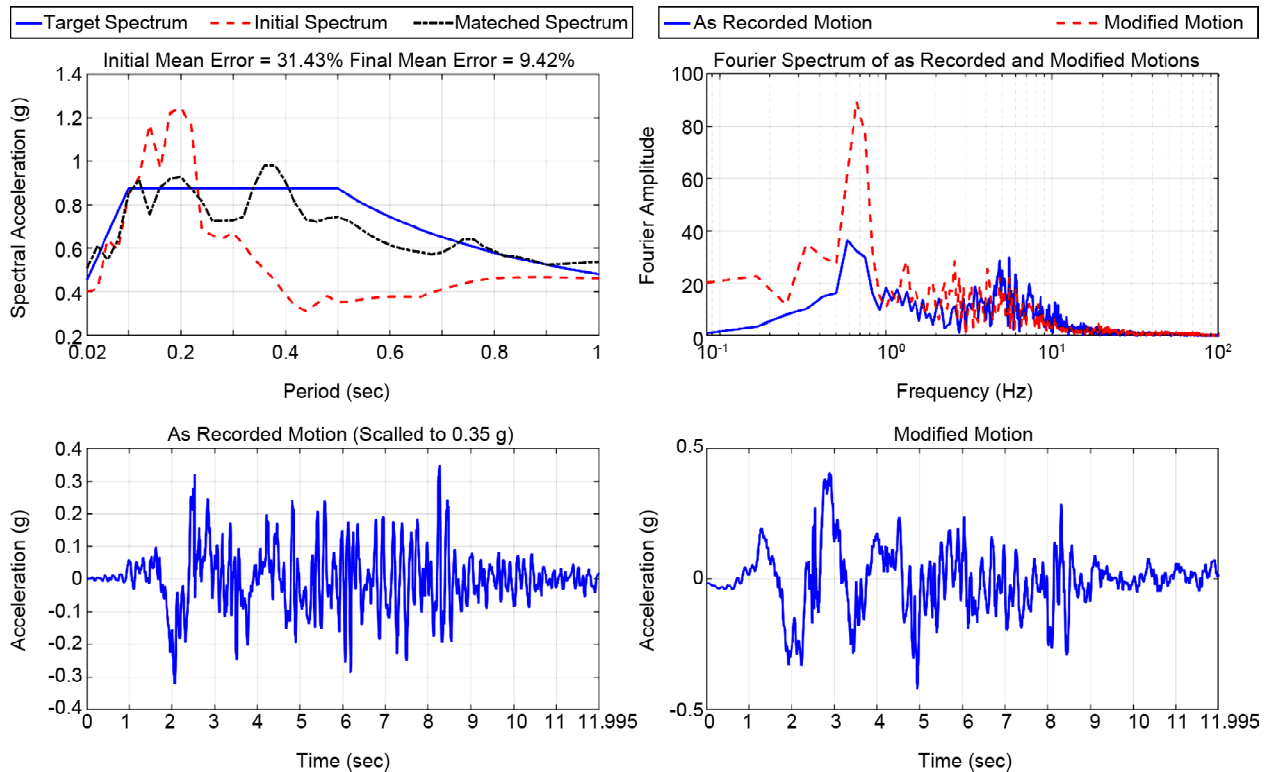 Target Spectrum Initial Spectrum Mateched Spectrum
As Recorded Motion Modified Motion
Initial Mean Error = 31.43% Final Mean Error = 9.42%
1.4
1.2
1
0.8
0.6
0.4
0.2
Spectral Acceleration (g)
0.02 0.2 0.4 0.6 0.8 1
Period (sec)
Fourier Spectrum of as Recorded and Modified Motions
100
80
60
40
20
0
Fourier Amplitude
10-1 100 101 102
Frequency (Hz)
As Recorded Motion (Scalled to 0.35 g)
0.4
0.3
0.2
0.1
0
-0.1
-0.2
-0.3
-0.4
Acceleration (g)
0 1 2 3 4 5 6 7 8 9 10 11 11.995
Time (sec)
Modified Motion
0.5
0
-0.5
Acceleration (g)
0 1 2 3 4 5 6 7 8 9 10 11 11.995
Time (sec)